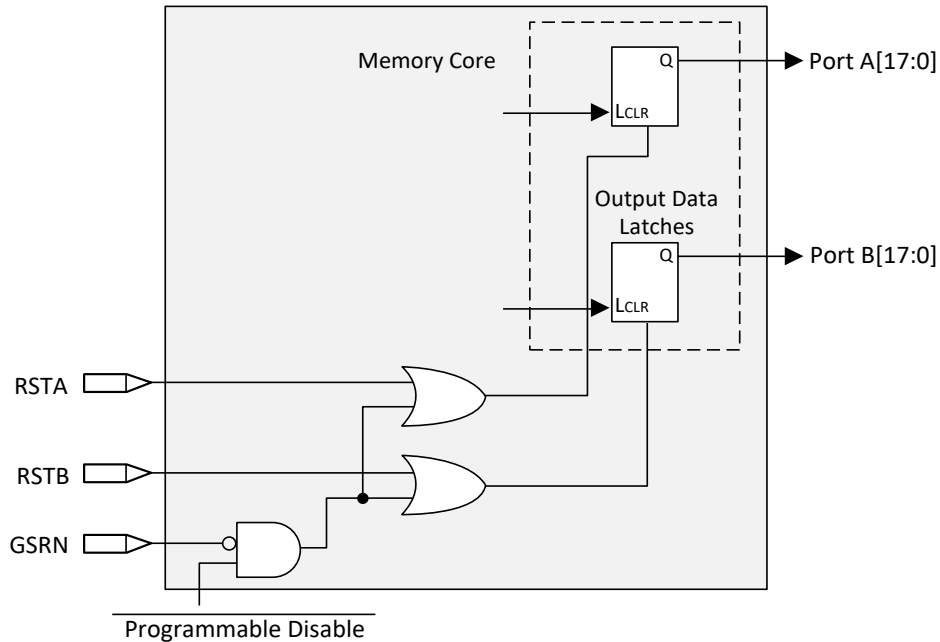 Memory Core
Q
Port A[17:0]
LCLR
Output Data
Latches
Q
Port B[17:0]
LCLR
RSTA
RSTB
GSRN
Programmable Disable